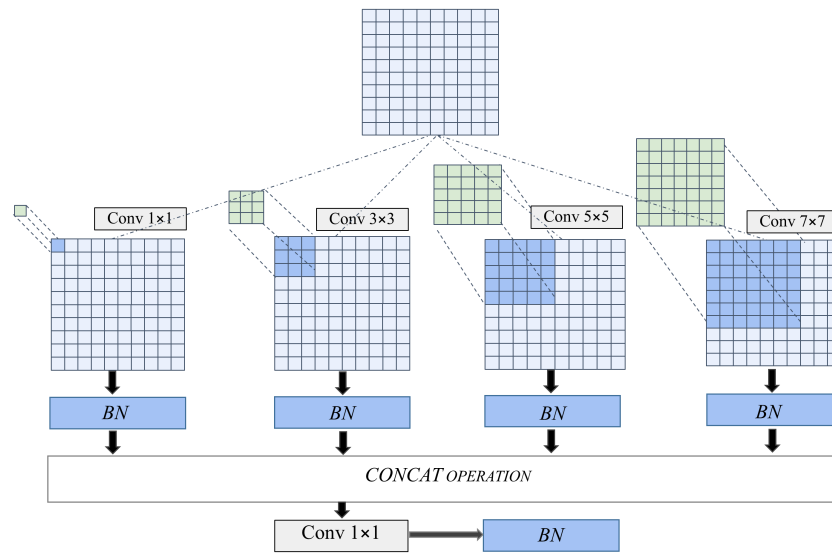 Conv 1×1
Conv 3×3
Conv 5×5
Conv 7×7
BN
BN
BN
BN
CONCAT OPERATION
Conv 1×1
BN